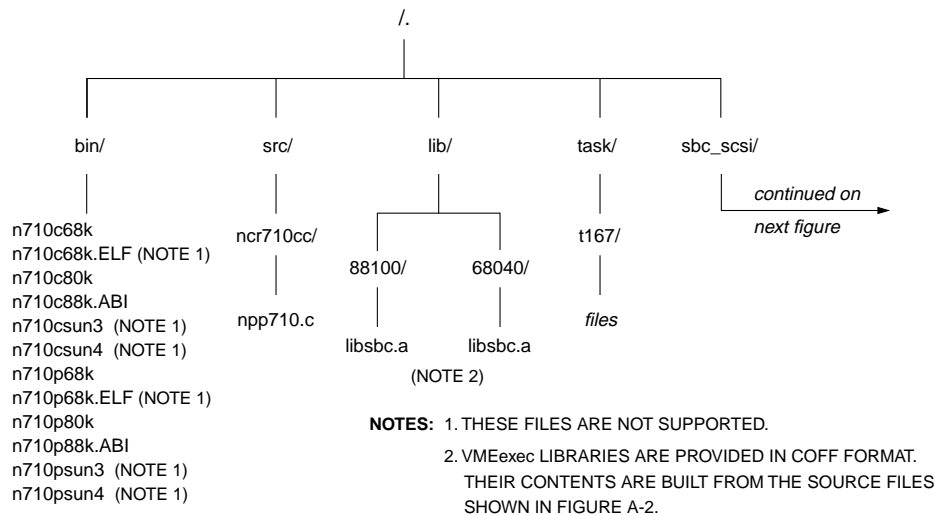 /.
bin/
src/
lib/
task/
sbc_scsi/
continued on
next figure
n710c68k
n710c68k.ELF (NOTE 1)
n710c80k
n710c88k.ABI
n710csun3 (NOTE 1)
n710csun4 (NOTE 1)
n710p68k
n710p68k.ELF (NOTE 1)
n710p80k
n710p88k.ABI
n710psun3 (NOTE 1)
n710psun4 (NOTE 1)
ncr710cc/
npp710.c
88100/
68040/
libsbc.a
libsbc.a
(NOTE 2)
t167/
files
NOTES: 1. THESE FILES ARE NOT SUPPORTED.
2. VMEexec LIBRARIES ARE PROVIDED IN COFF FORMAT.
THEIR CONTENTS ARE BUILT FROM THE SOURCE FILES
SHOWN IN FIGURE A-2.